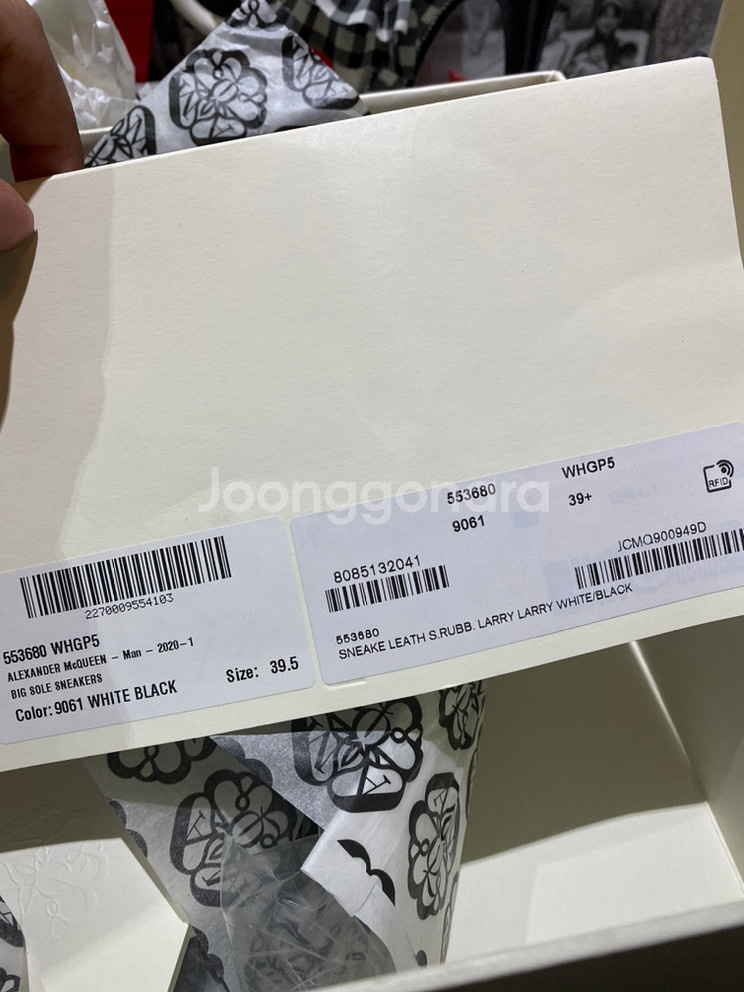 Joonggonara
2270009554103
553680 WHGP5
ALEXANDER McQUEEN - Man - 2020-1
BIG SOLE SNEAKERS
Size: 39.5
Color: 9061 WHITE BLACK
553680 WHGP5
9061 39+
RFID
8085132041
JCMQ900949D
553680
SNEAKE LEATH S.RUBB. LARRY LARRY WHITE/BLACK